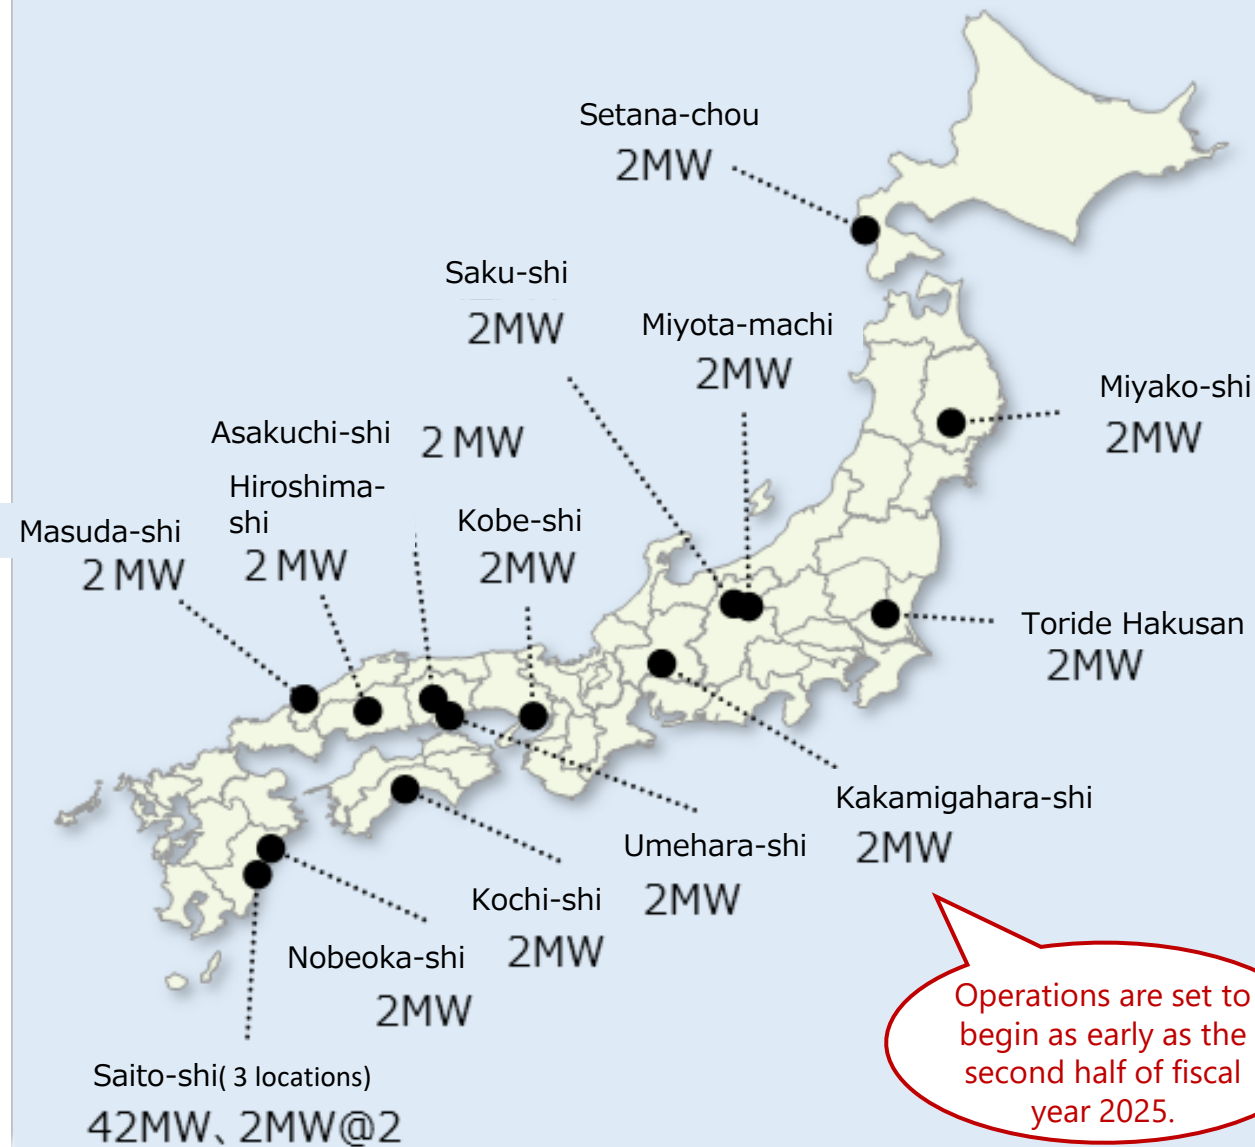 Setana-chou
2MW
Saku-shi
2MW
Miyota-machi
2MW
Miyako-shi
2MW
Asakuchi-shi 2 MW
Hiroshima-
shi
2 MW
Masuda-shi
2 MW
Kobe-shi
2MW
Toride Hakusan
2MW
Kakamigahara-shi
2MW
Umehara-shi
2MW
Kochi-shi
2MW
Nobeoka-shi
2MW
Saito-shi( 3 locations)
42MW、2MW@2
Operations are set to
begin as early as the
second half of fiscal
year 2025.